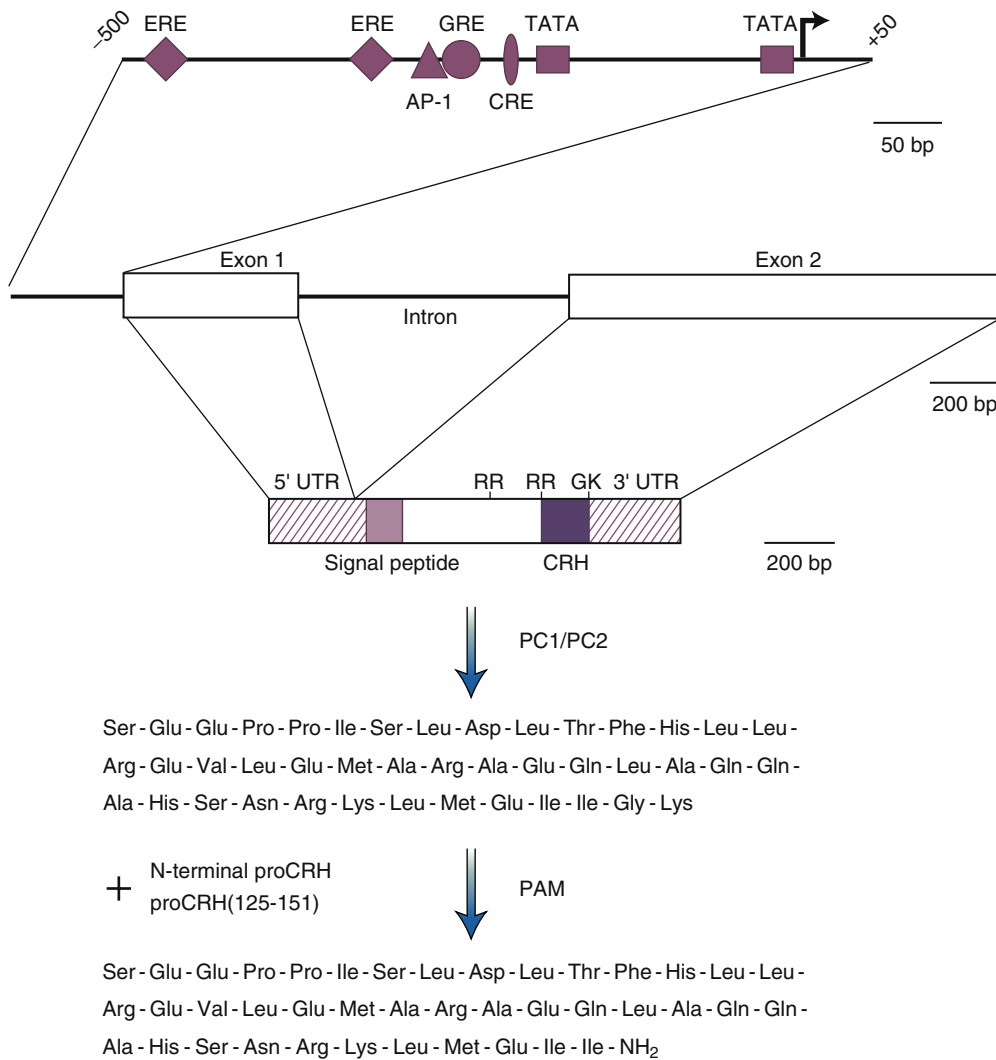 –500
ERE ERE GRE TATA TATA +50
AP-1 CRE
50 bp
Exon 1 Exon 2
Intron
200 bp
5' UTR RR RR GK 3' UTR
Signal peptide CRH 200 bp
PC1/PC2
Ser - Glu - Glu - Pro - Pro - Ile - Ser - Leu - Asp - Leu - Thr - Phe - His - Leu - Leu -
Arg - Glu - Val - Leu - Glu - Met - Ala - Arg - Ala - Glu - Gln - Leu - Ala - Gln - Gln -
Ala - His - Ser - Asn - Arg - Lys - Leu - Met - Glu - Ile - Ile - Gly - Lys
+ N-terminal proCRH
proCRH(125-151)
PAM
Ser - Glu - Glu - Pro - Pro - Ile - Ser - Leu - Asp - Leu - Thr - Phe - His - Leu - Leu -
Arg - Glu - Val - Leu - Glu - Met - Ala - Arg - Ala - Glu - Gln - Leu - Ala - Gln - Gln -
Ala - His - Ser - Asn - Arg - Lys - Leu - Met - Glu - Ile - Ile - NH₂